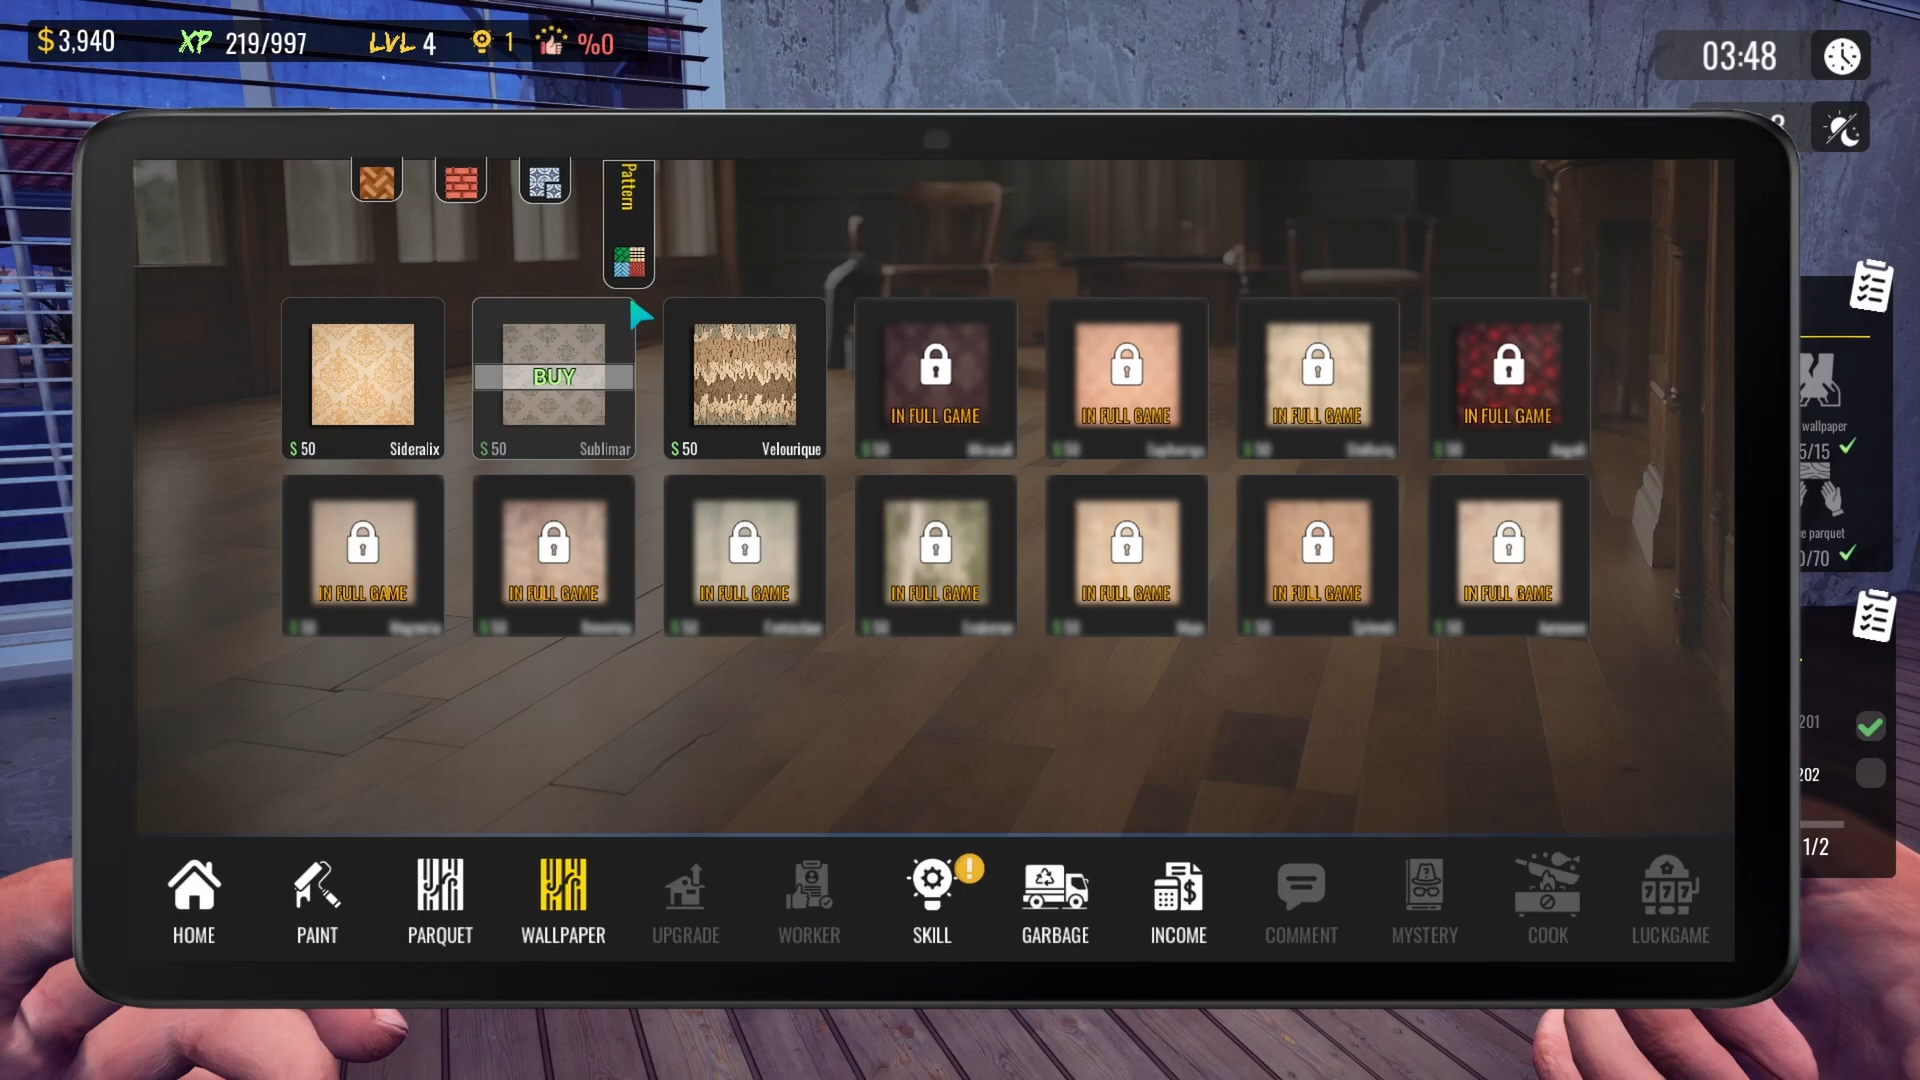 $3,940
XP 219/997
LVL 4
1
%0
03:48
Pattern
$ 50 Sideralix
BUY
$ 50 Sublimar
$ 50 Velourique
IN FULL GAME
IN FULL GAME
IN FULL GAME
IN FULL GAME
IN FULL GAME
IN FULL GAME
IN FULL GAME
IN FULL GAME
IN FULL GAME
IN FULL GAME
IN FULL GAME
wallpaper
5/15
parquet
0/70
201
202
1/2
HOME
PAINT
PARQUET
WALLPAPER
UPGRADE
WORKER
SKILL
GARBAGE
INCOME
COMMENT
MYSTERY
COOK
777
LUCKGAME